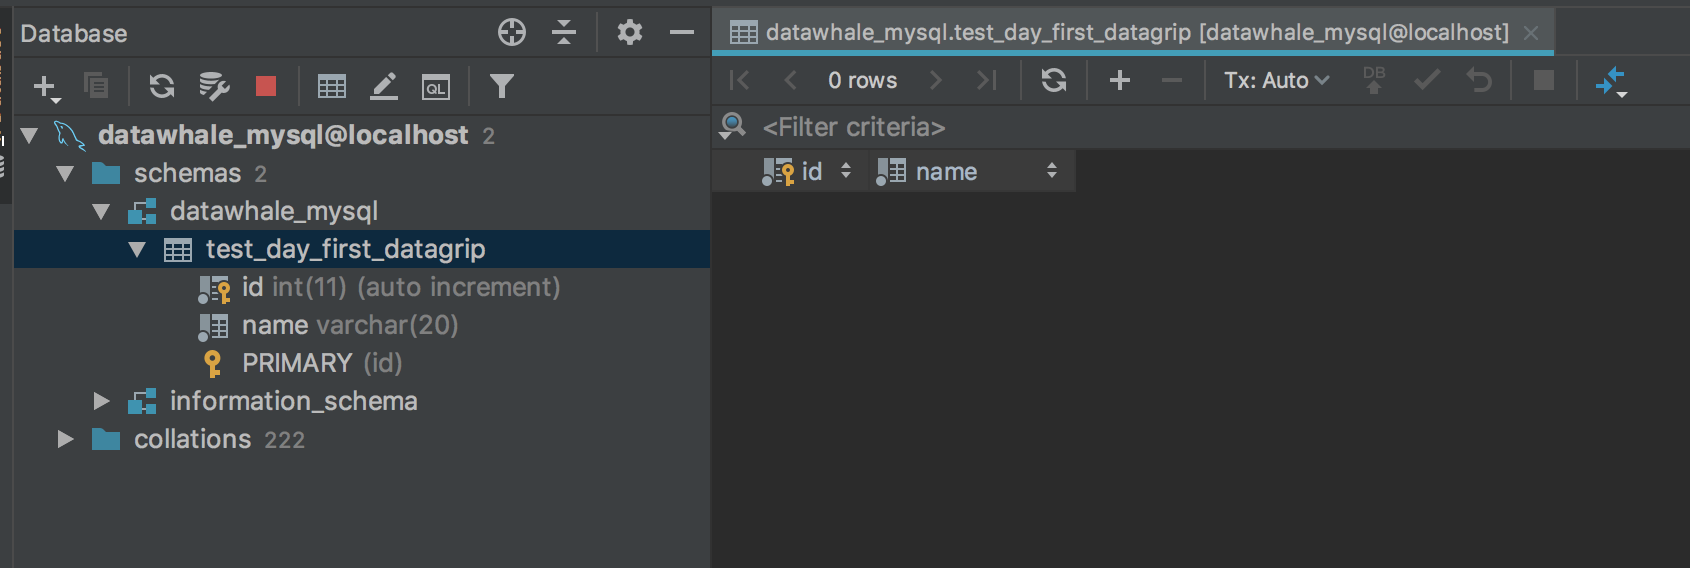 Database
datawhale_mysql@localhost 2
schemas 2
datawhale_mysql
test_day_first_datagrip
id int(11) (auto increment)
name varchar(20)
PRIMARY (id)
information_schema
collations 222
datawhale_mysql.test_day_first_datagrip [datawhale_mysql@localhost]
0 rows
Tx: Auto
DB
<Filter criteria>
id
name
QL